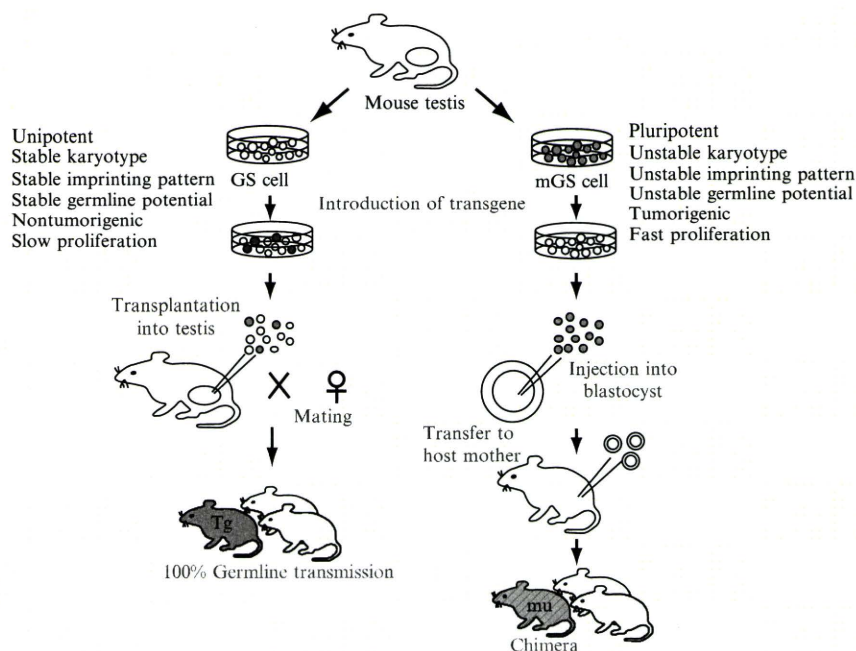 Mouse testis
Unipotent
Stable karyotype
Stable imprinting pattern
Stable germline potential
Nontumorigenic
Slow proliferation
GS cell
mGS cell
Pluripotent
Unstable karyotype
Unstable imprinting pattern
Unstable germline potential
Tumorigenic
Fast proliferation
Introduction of transgene
Transplantation
into testis
Mating
Injection into
blastocyst
Transfer to
host mother
Tg
100% Germline transmission
mu
Chimera